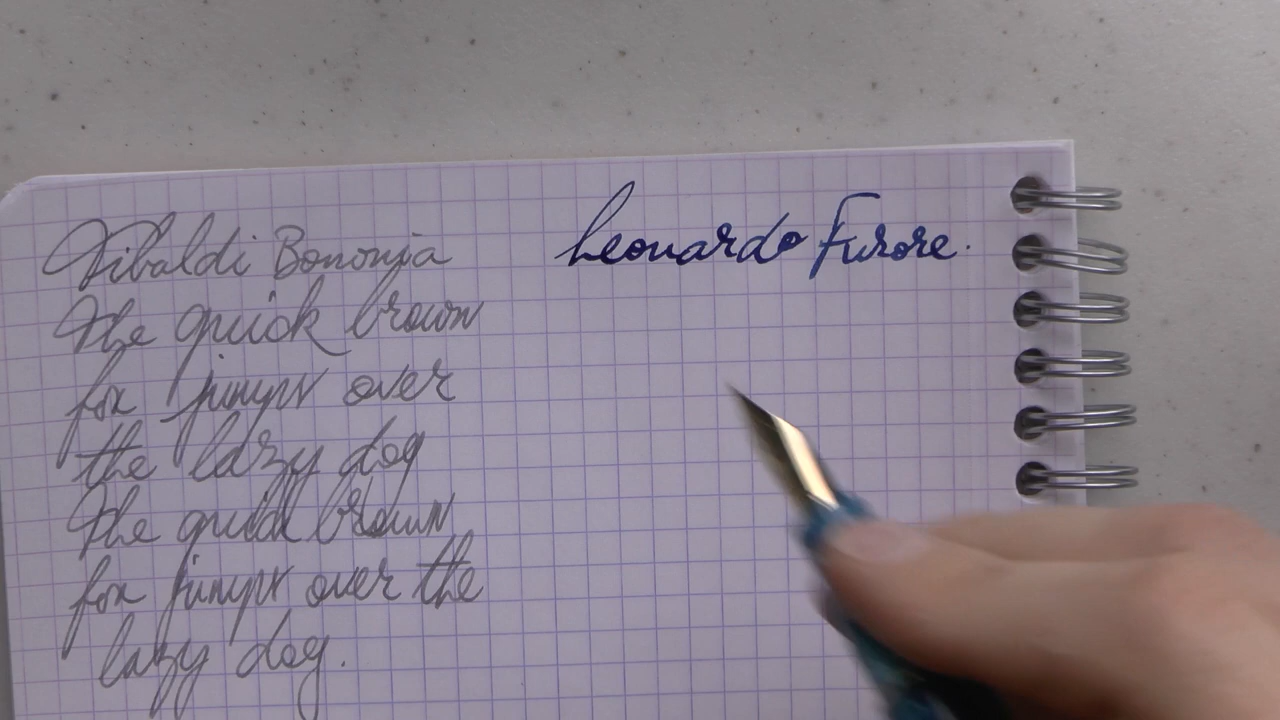 Tibaldi Bononia
The quick brown
fox jumps over
the lazy dog
The quick brown
fox jumps over the
lazy dog.
Leonardo Furore.